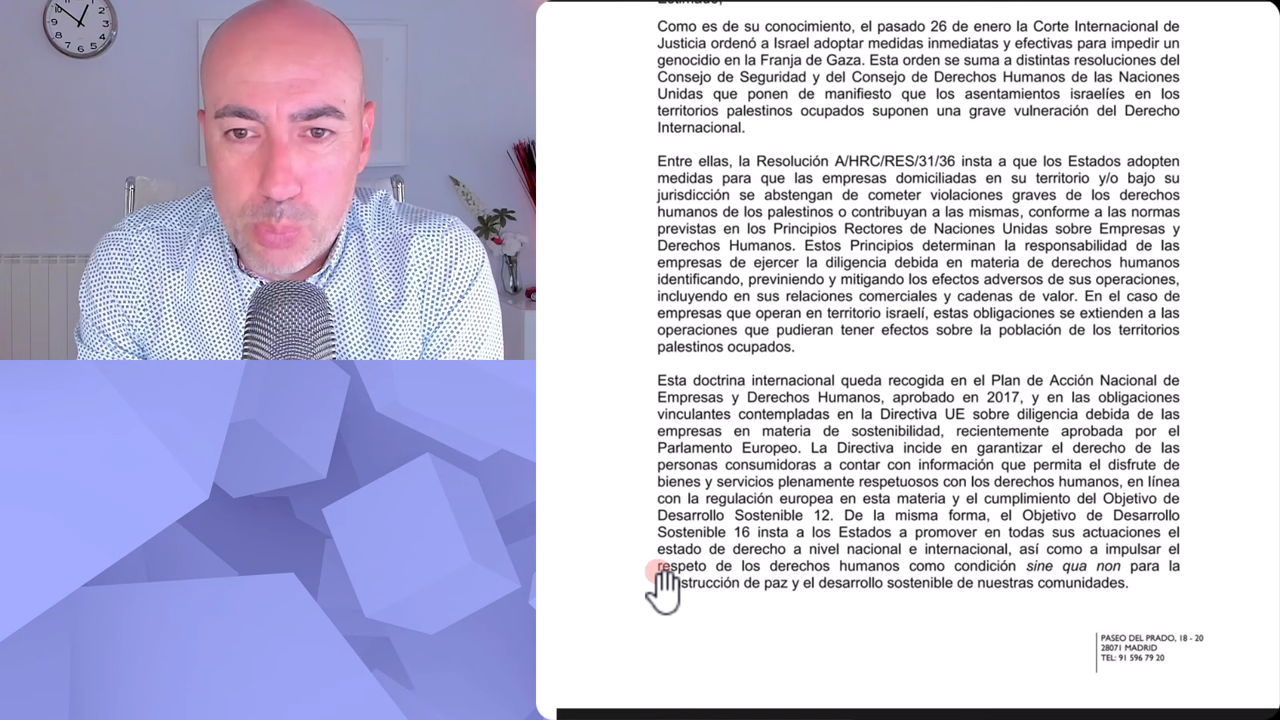 Estimado,
Como es de su conocimiento, el pasado 26 de enero la Corte Internacional de
Justicia ordenó a Israel adoptar medidas inmediatas y efectivas para impedir un
genocidio en la Franja de Gaza. Esta orden se suma a distintas resoluciones del
Consejo de Seguridad y del Consejo de Derechos Humanos de las Naciones
Unidas que ponen de manifiesto que los asentamientos israelíes en los
territorios palestinos ocupados suponen una grave vulneración del Derecho
Internacional.
Entre ellas, la Resolución A/HRC/RES/31/36 insta a que los Estados adopten
medidas para que las empresas domiciliadas en su territorio y/o bajo su
jurisdicción se abstengan de cometer violaciones graves de los derechos
humanos de los palestinos o contribuyan a las mismas, conforme a las normas
previstas en los Principios Rectores de Naciones Unidas sobre Empresas y
Derechos Humanos. Estos Principios determinan la responsabilidad de las
empresas de ejercer la diligencia debida en materia de derechos humanos
identificando, previniendo y mitigando los efectos adversos de sus operaciones,
incluyendo en sus relaciones comerciales y cadenas de valor. En el caso de
empresas que operan en territorio israelí, estas obligaciones se extienden a las
operaciones que pudieran tener efectos sobre la población de los territorios
palestinos ocupados.
Esta doctrina internacional queda recogida en el Plan de Acción Nacional de
Empresas y Derechos Humanos, aprobado en 2017, y en las obligaciones
vinculantes contempladas en la Directiva UE sobre diligencia debida de las
empresas en materia de sostenibilidad, recientemente aprobada por el
Parlamento Europeo. La Directiva incide en garantizar el derecho de las
personas consumidoras a contar con información que permita el disfrute de
bienes y servicios plenamente respetuosos con los derechos humanos, en línea
con la regulación europea en esta materia y el cumplimiento del Objetivo de
Desarrollo Sostenible 12. De la misma forma, el Objetivo de Desarrollo
Sostenible 16 insta a los Estados a promover en todas sus actuaciones el
estado de derecho a nivel nacional e internacional, así como a impulsar el
respeto de los derechos humanos como condición sine qua non para la
strucción de paz y el desarrollo sostenible de nuestras comunidades.
PASEO DEL PRADO, 18 - 20
28071 MADRID
TEL: 91 596 79 20